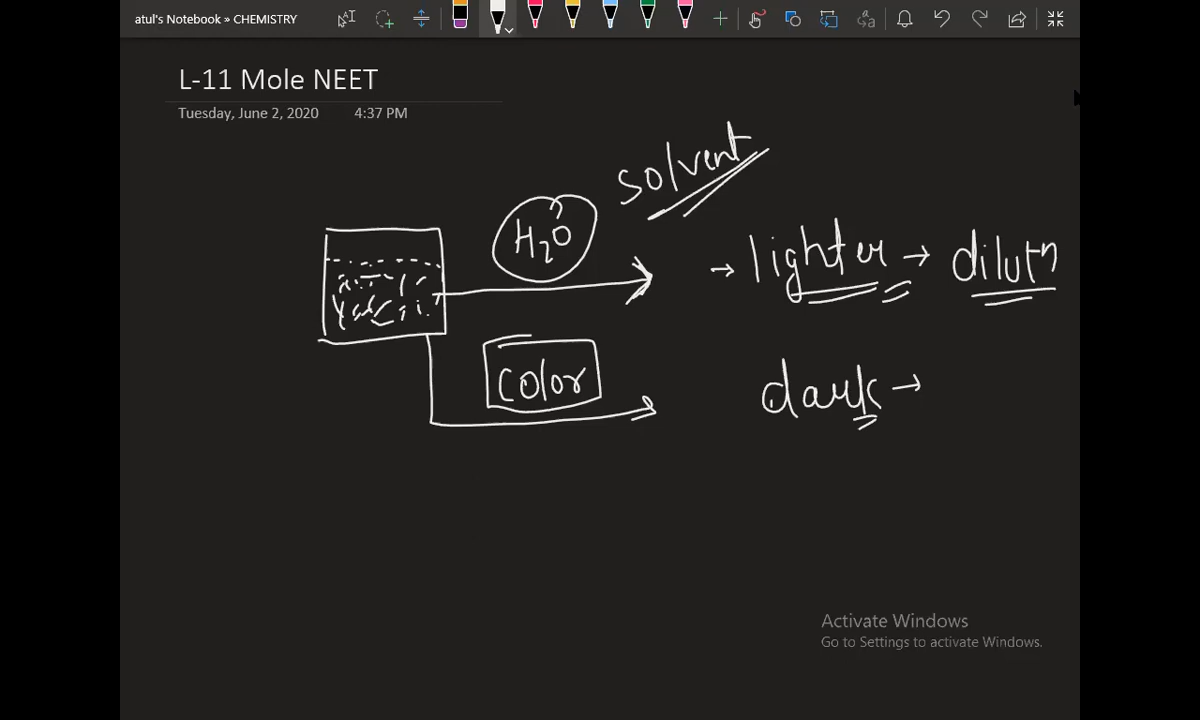 atul's Notebook » CHEMISTRY
L-11 Mole NEET
Tuesday, June 2, 2020 4:37 PM
solvent
H2O
→ lighter → dilutn
color
dark →
Activate Windows
Go to Settings to activate Windows.